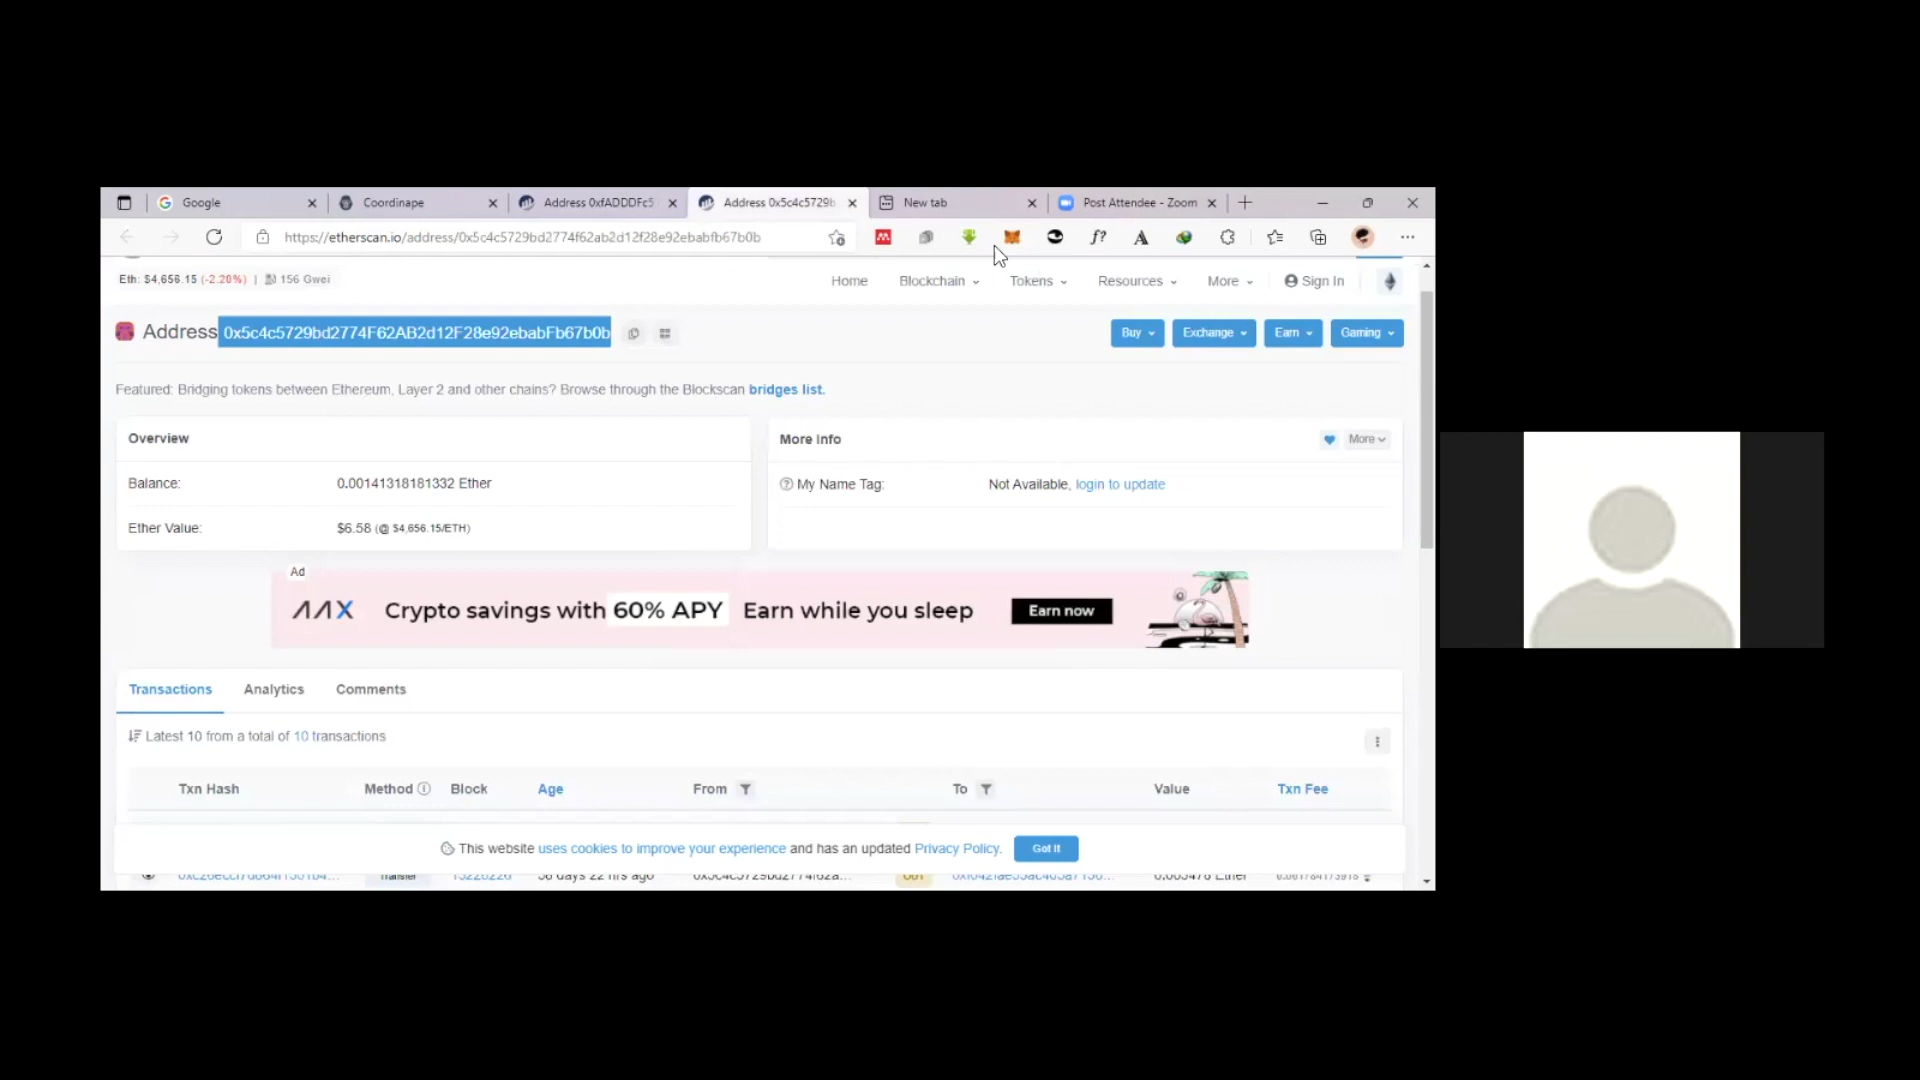 Google
Coordinape
Address 0xfADDDFc5
Address 0x5c4c5729b
New tab
Post Attendee - Zoom
https://etherscan.io/address/0x5c4c5729bd2774f62ab2d12f28e92ebabfb67b0b
Eth: $4,656.15 (-2.20%) | 156 Gwei
Home
Blockchain
Tokens
Resources
More
Sign In
Address 0x5c4c5729bd2774F62AB2d12F28e92ebabFb67b0b
Buy
Exchange
Earn
Gaming
Featured: Bridging tokens between Ethereum, Layer 2 and other chains? Browse through the Blockscan bridges list.
Overview
Balance: 0.00141318181332 Ether
Ether Value: $6.58 (@ $4,656.15/ETH)
More Info
More
My Name Tag: Not Available, login to update
Ad
AAX Crypto savings with 60% APY Earn while you sleep Earn now
Transactions
Analytics
Comments
Latest 10 from a total of 10 transactions
Txn Hash Method Block Age From To Value Txn Fee
This website uses cookies to improve your experience and has an updated Privacy Policy. Got It
Transfer